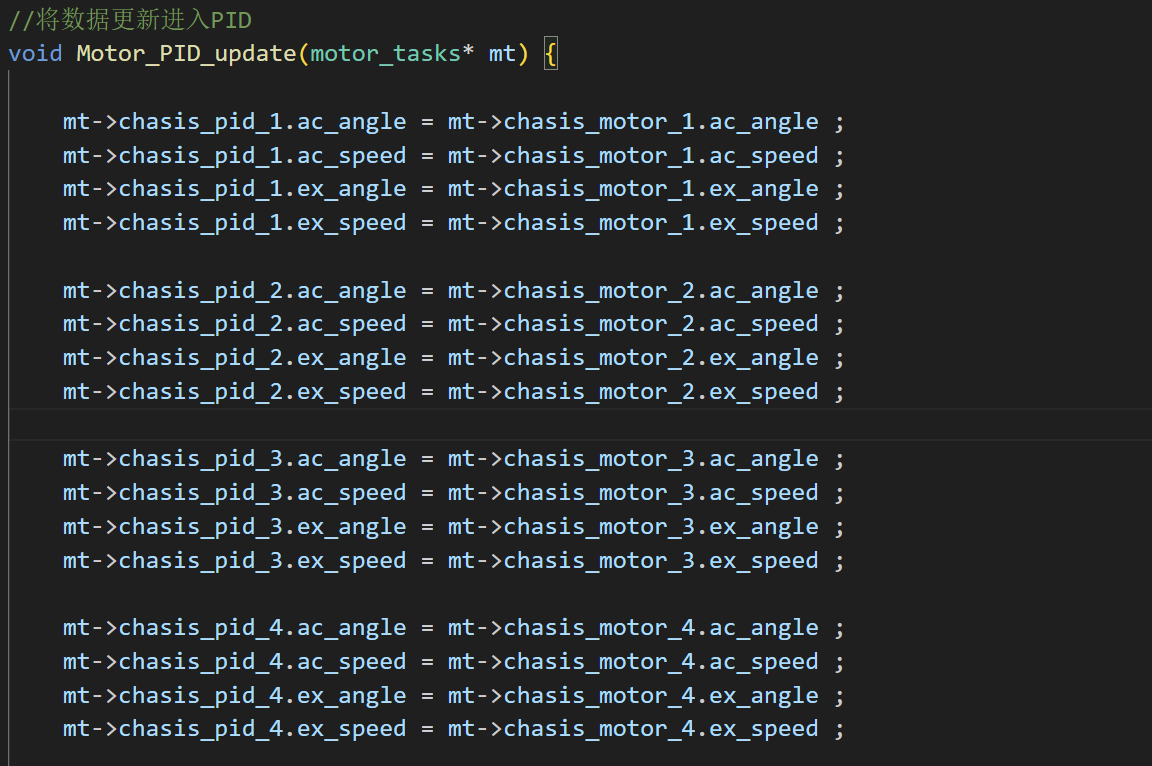 //将数据更新进入PID
void Motor_PID_update(motor_tasks* mt) {
mt->chasis_pid_1.ac_angle = mt->chasis_motor_1.ac_angle ;
mt->chasis_pid_1.ac_speed = mt->chasis_motor_1.ac_speed ;
mt->chasis_pid_1.ex_angle = mt->chasis_motor_1.ex_angle ;
mt->chasis_pid_1.ex_speed = mt->chasis_motor_1.ex_speed ;
mt->chasis_pid_2.ac_angle = mt->chasis_motor_2.ac_angle ;
mt->chasis_pid_2.ac_speed = mt->chasis_motor_2.ac_speed ;
mt->chasis_pid_2.ex_angle = mt->chasis_motor_2.ex_angle ;
mt->chasis_pid_2.ex_speed = mt->chasis_motor_2.ex_speed ;
mt->chasis_pid_3.ac_angle = mt->chasis_motor_3.ac_angle ;
mt->chasis_pid_3.ac_speed = mt->chasis_motor_3.ac_speed ;
mt->chasis_pid_3.ex_angle = mt->chasis_motor_3.ex_angle ;
mt->chasis_pid_3.ex_speed = mt->chasis_motor_3.ex_speed ;
mt->chasis_pid_4.ac_angle = mt->chasis_motor_4.ac_angle ;
mt->chasis_pid_4.ac_speed = mt->chasis_motor_4.ac_speed ;
mt->chasis_pid_4.ex_angle = mt->chasis_motor_4.ex_angle ;
mt->chasis_pid_4.ex_speed = mt->chasis_motor_4.ex_speed ;